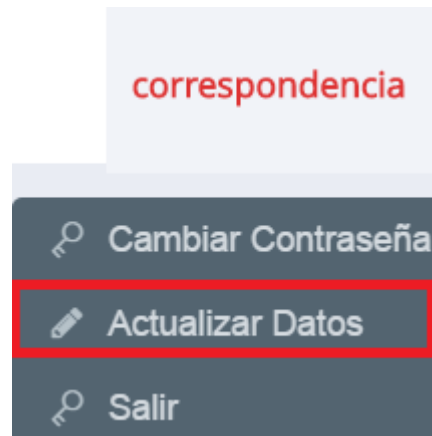 correspondencia
Cambiar Contraseña
Actualizar Datos
Salir